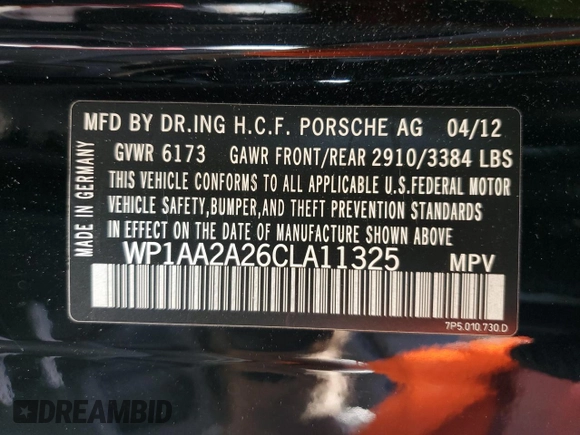 MFD BY DR.ING H.C.F. PORSCHE AG 04/12
GVWR 6173 GAWR FRONT/REAR 2910/3384 LBS
THIS VEHICLE CONFORMS TO ALL APPLICABLE U.S.FEDERAL MOTOR
VEHICLE SAFETY,BUMPER,AND THEFT PREVENTION STANDARDS
IN EFFECT ON THE DATE OF MANUFACTURE SHOWN ABOVE
WP1AA2A26CLA11325 MPV
7P5.010.730.D
MADE IN GERMANY
DREAMBID